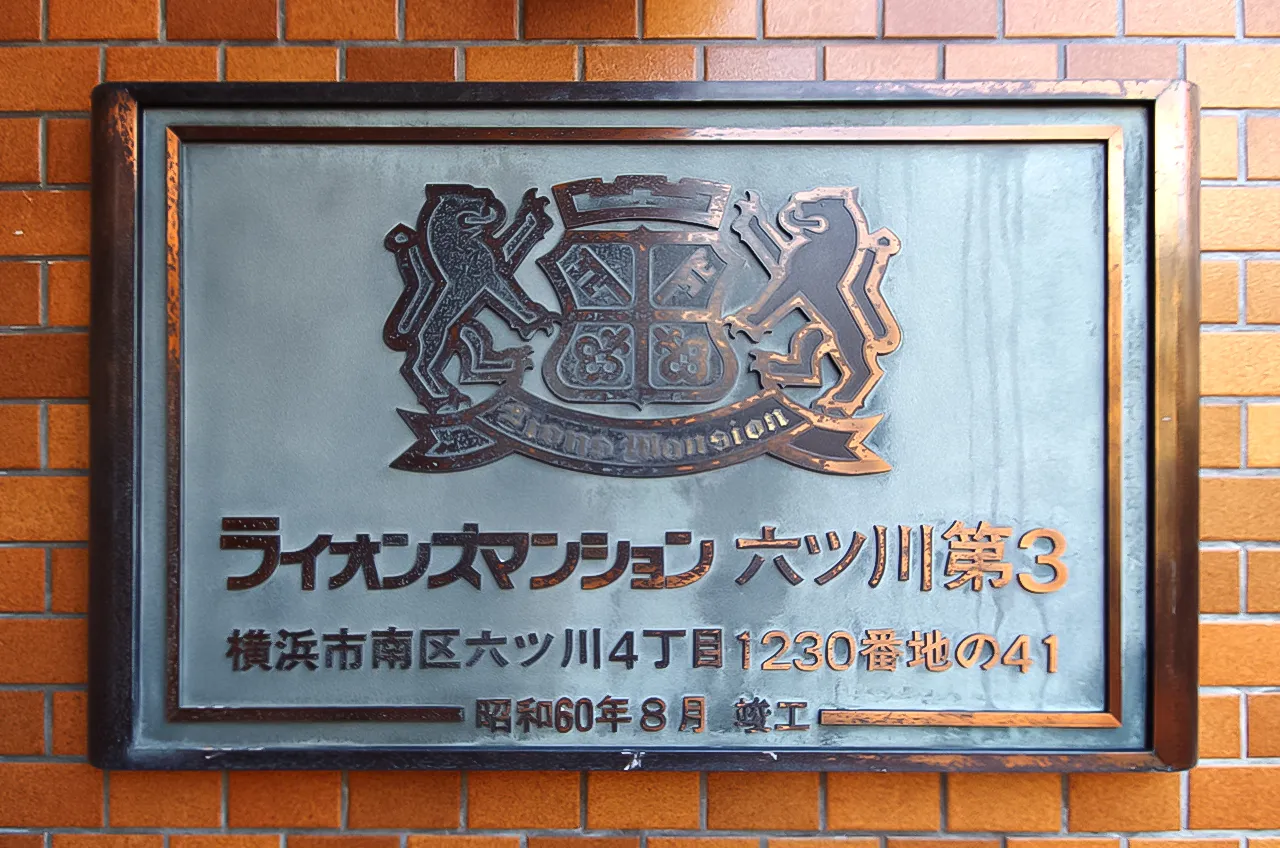 Lions Mansion
ライオンズマンション 六ツ川第3
横浜市南区六ツ川4丁目1230番地の41
昭和60年8月 竣工